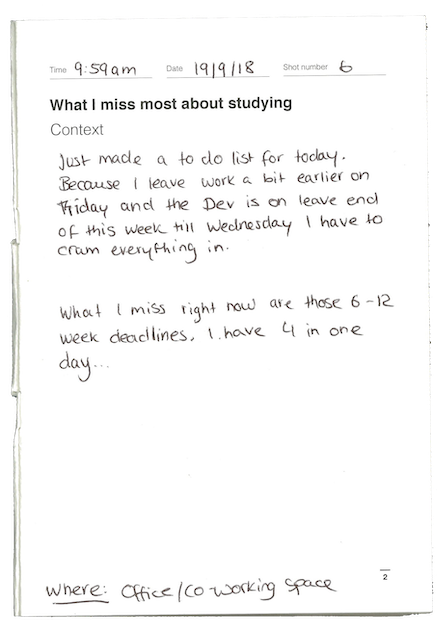 Time 9:59am Date 19/9/18 Shot number 6
What I miss most about studying
Context
Just made a to do list for today.
Because I leave work a bit earlier on
Friday and the Dev is on leave end
of this week till Wednesday I have to
cram everything in.
What I miss right now are those 6-12
week deadlines. I have 4 in one
day...
2
Where: Office/Co-working space